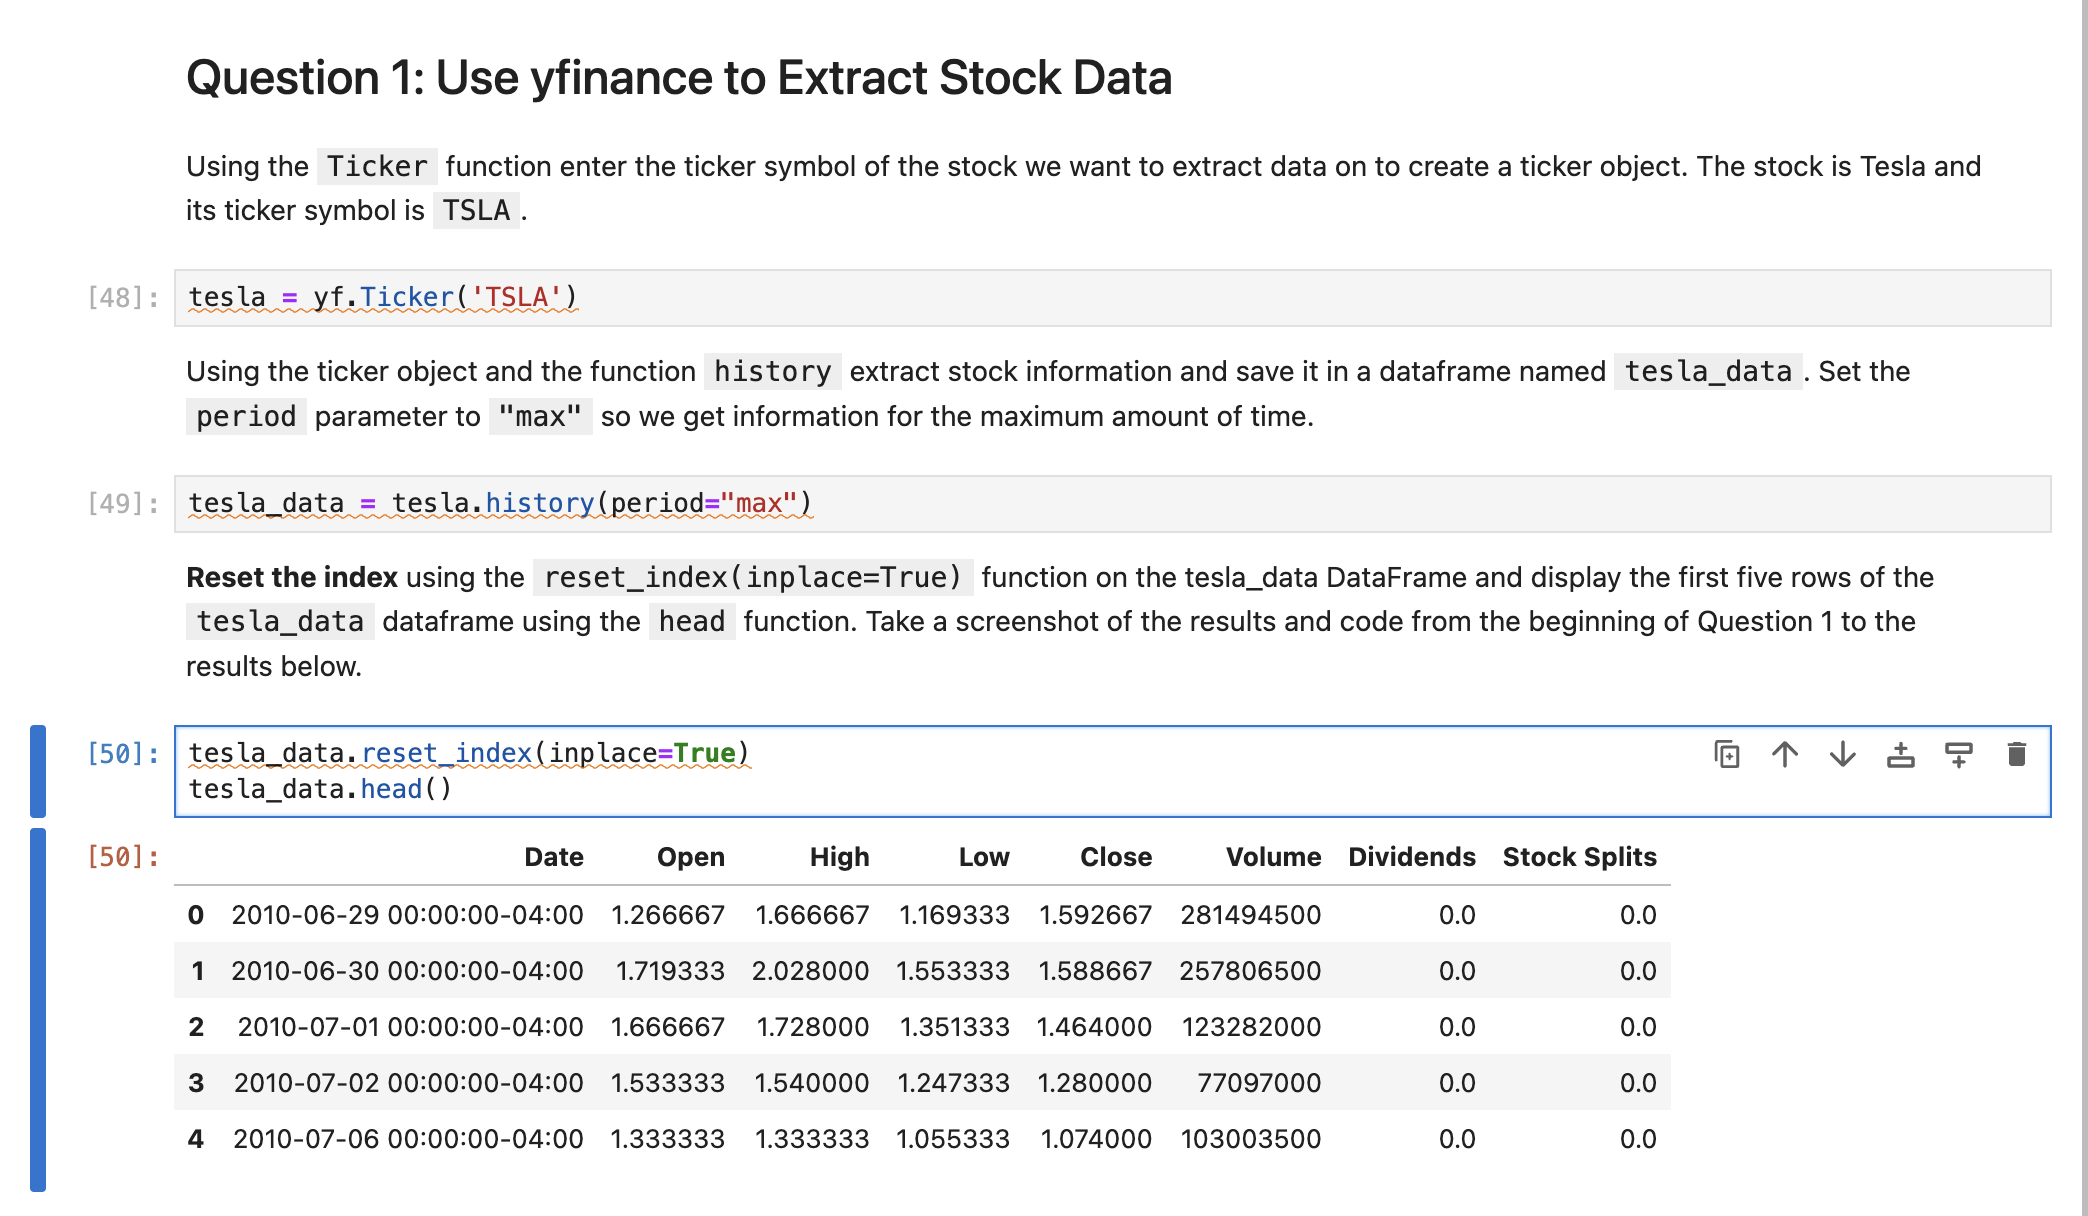 Question 1: Use yfinance to Extract Stock Data
Using the Ticker function enter the ticker symbol of the stock we want to extract data on to create a ticker object. The stock is Tesla and
its ticker symbol is TSLA .
[48]: tesla = yf.Ticker('TSLA')
Using the ticker object and the function history extract stock information and save it in a dataframe named tesla_data . Set the
period parameter to "max" so we get information for the maximum amount of time.
[49]: tesla_data = tesla.history(period="max")
Reset the index using the reset_index(inplace=True) function on the tesla_data DataFrame and display the first five rows of the
tesla_data dataframe using the head function. Take a screenshot of the results and code from the beginning of Question 1 to the
results below.
[50]: tesla_data.reset_index(inplace=True)
tesla_data.head()
[50]: Date Open High Low Close Volume Dividends Stock Splits
0 2010-06-29 00:00:00-04:00 1.266667 1.666667 1.169333 1.592667 281494500 0.0 0.0
1 2010-06-30 00:00:00-04:00 1.719333 2.028000 1.553333 1.588667 257806500 0.0 0.0
2 2010-07-01 00:00:00-04:00 1.666667 1.728000 1.351333 1.464000 123282000 0.0 0.0
3 2010-07-02 00:00:00-04:00 1.533333 1.540000 1.247333 1.280000 77097000 0.0 0.0
4 2010-07-06 00:00:00-04:00 1.333333 1.333333 1.055333 1.074000 103003500 0.0 0.0